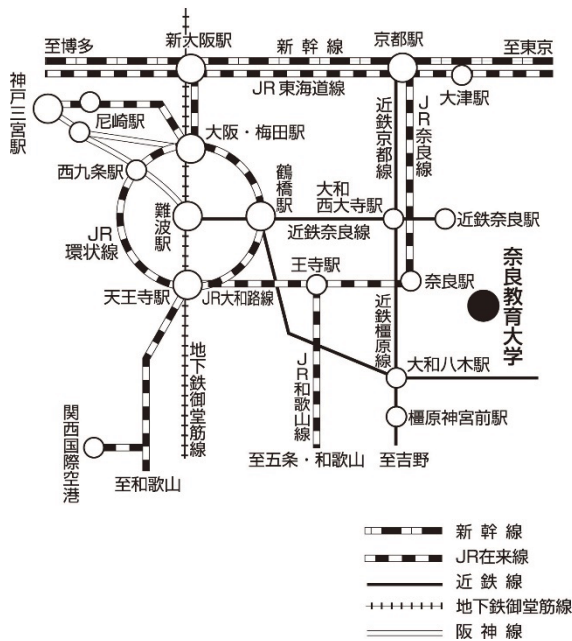 至博多
新大阪駅
新幹線
京都駅
至東京
JR東海道線
大津駅
神戸三宮駅
尼崎駅
大阪・梅田駅
近鉄京都線
JR奈良線
西九条駅
鶴橋駅
難波駅
大和
西大寺駅
近鉄奈良線
近鉄奈良駅
JR
環状線
天王寺駅
JR大和路線
王寺駅
奈良駅
奈良教育大学
地下鉄御堂筋線
JR和歌山線
近鉄橿原線
大和八木駅
橿原神宮前駅
関西国際空港
至和歌山
至五条・和歌山
至吉野
新幹線
JR在来線
近鉄線
地下鉄御堂筋線
阪神線